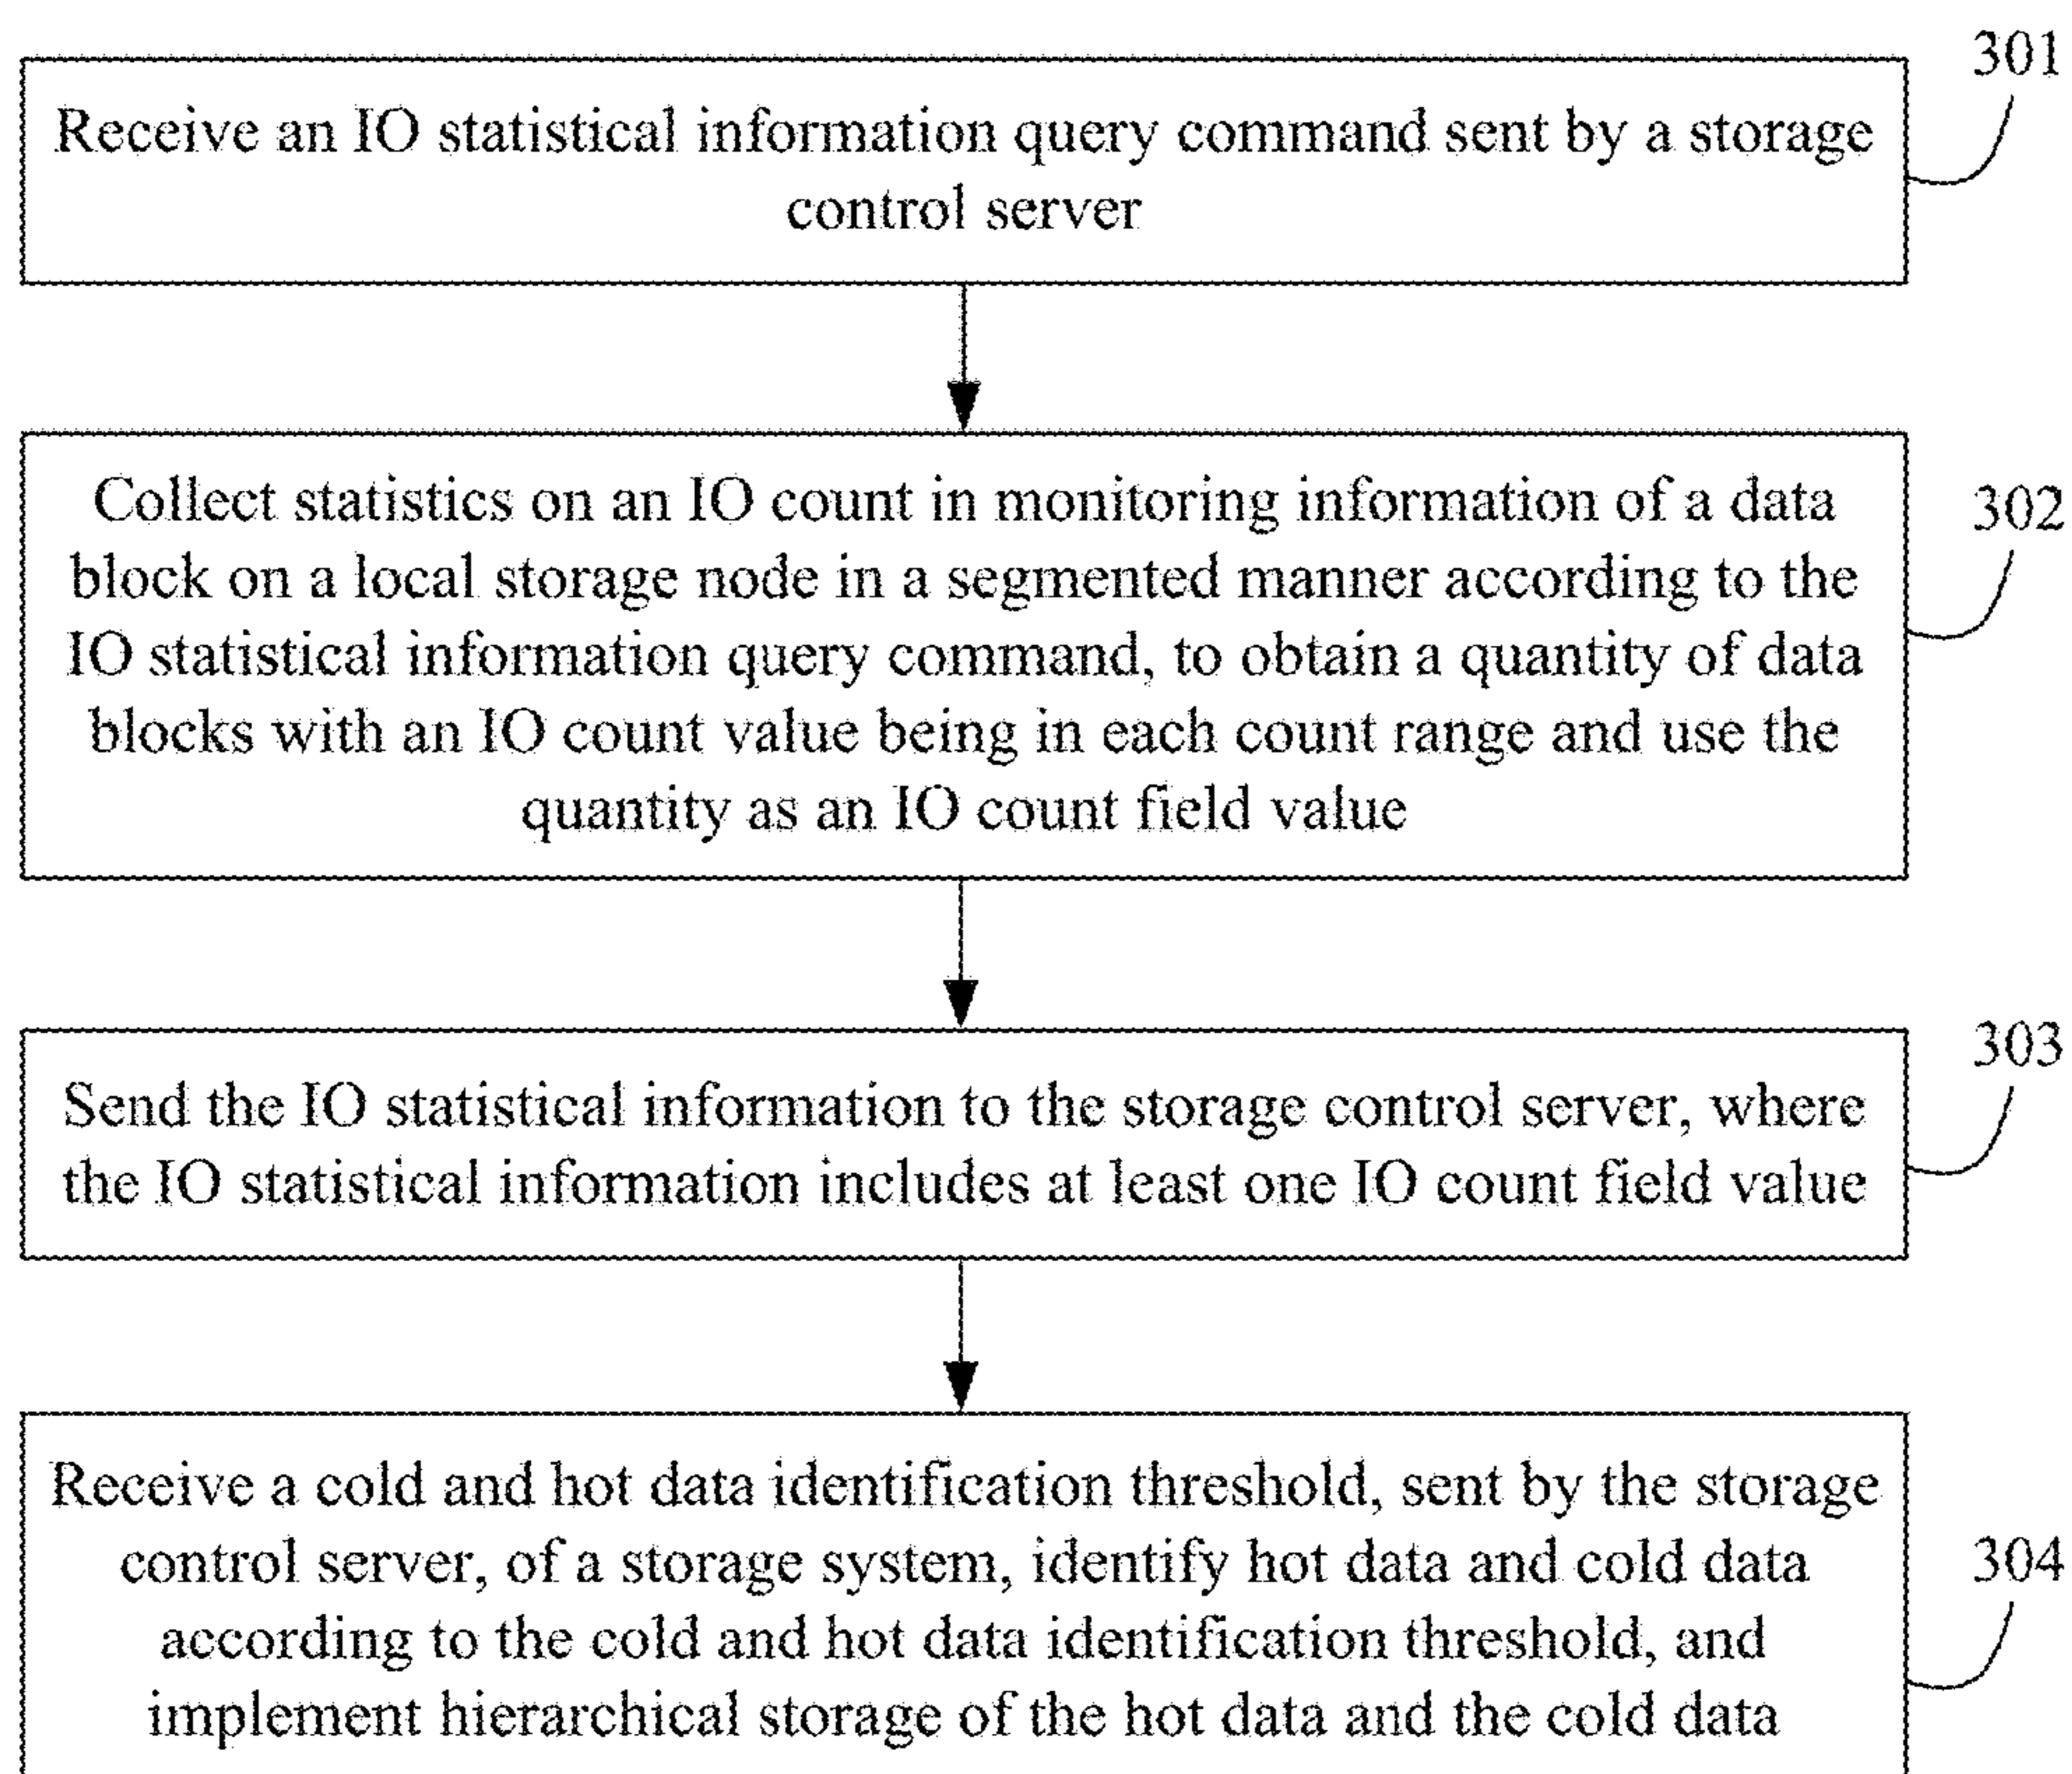 301
Receive an IO statistical information query command sent by a storage
control server
302
Collect statistics on an IO count in monitoring information of a data
block on a local storage node in a segmented manner according to the
IO statistical information query command, to obtain a quantity of data
blocks with an IO count value being in each count range and use the
quantity as an IO count field value
303
Send the IO statistical information to the storage control server, where
the IO statistical information includes at least one IO count field value
304
Receive a cold and hot data identification threshold, sent by the storage
control server, of a storage system, identify hot data and cold data
according to the cold and hot data identification threshold, and
implement hierarchical storage of the hot data and the cold data